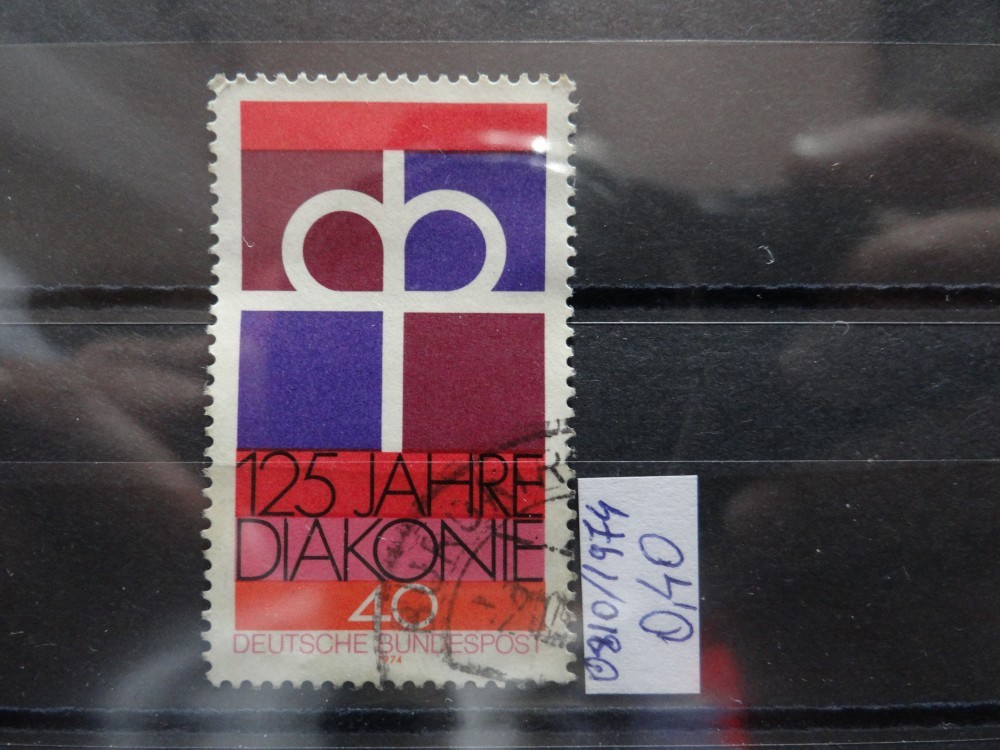 125 JAHRE
DIAKONIE
40
DEUTSCHE BUNDESPOST
1974
0810/1974
0,40